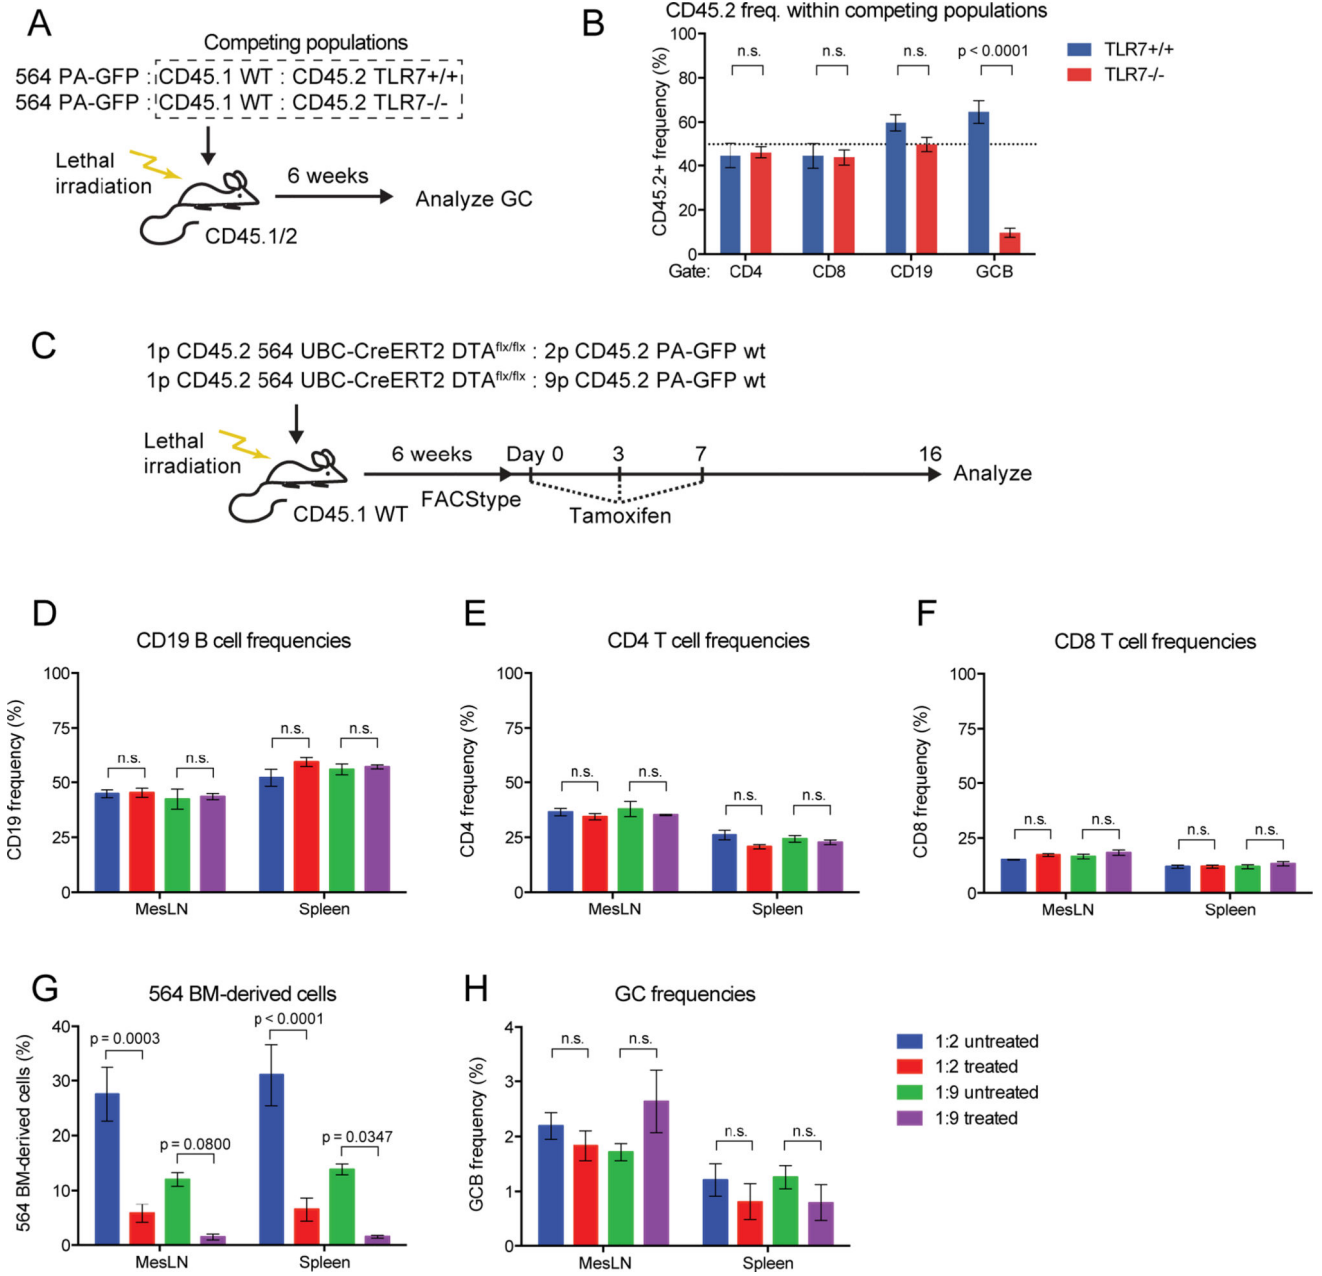 A
Competing populations
564 PA-GFP : CD45.1 WT : CD45.2 TLR7+/+
564 PA-GFP : CD45.1 WT : CD45.2 TLR7-/-
Lethal
irradiation
6 weeks
Analyze GC
CD45.1/2
B
CD45.2 freq. within competing populations
CD45.2+ frequency (%)
100
80
60
40
20
0
n.s.
n.s.
n.s.
p < 0.0001
Gate:
CD4
CD8
CD19
GCB
TLR7+/+
TLR7-/-
C
1p CD45.2 564 UBC-CreERT2 DTAflx/flx : 2p CD45.2 PA-GFP wt
1p CD45.2 564 UBC-CreERT2 DTAflx/flx : 9p CD45.2 PA-GFP wt
Lethal
irradiation
6 weeks
Day 0
3
7
16
Analyze
FACStype
Tamoxifen
CD45.1 WT
D
CD19 B cell frequencies
CD19 frequency (%)
100
75
50
25
0
n.s.
n.s.
n.s.
n.s.
MesLN
Spleen
E
CD4 T cell frequencies
CD4 frequency (%)
100
75
50
25
0
n.s.
n.s.
n.s.
n.s.
MesLN
Spleen
F
CD8 T cell frequencies
CD8 frequency (%)
100
75
50
25
0
n.s.
n.s.
n.s.
n.s.
MesLN
Spleen
G
564 BM-derived cells
564 BM-derived cells (%)
40
30
20
10
0
p = 0.0003
p = 0.0800
p < 0.0001
p = 0.0347
MesLN
Spleen
H
GC frequencies
GCB frequency (%)
4
3
2
1
0
n.s.
n.s.
n.s.
n.s.
MesLN
Spleen
1:2 untreated
1:2 treated
1:9 untreated
1:9 treated